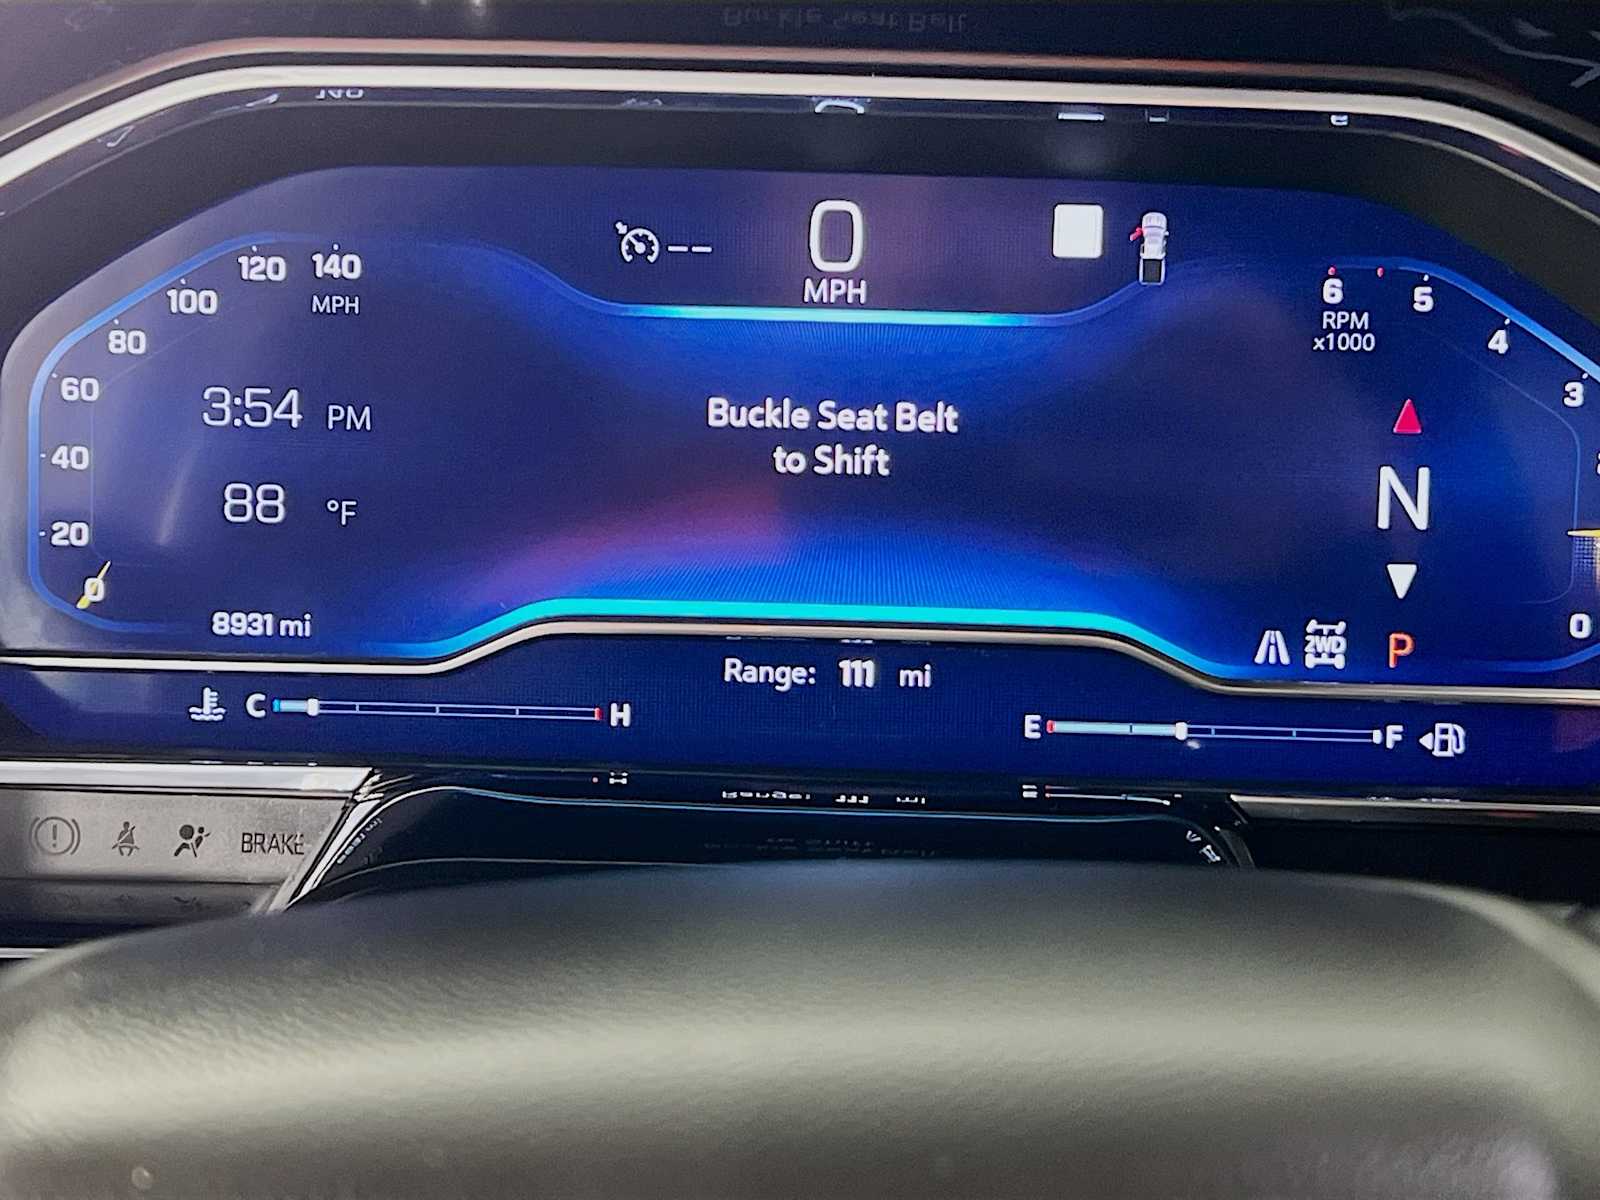 0
MPH
120 140
100 MPH
80
60
40
20
0
6 5
RPM
x1000 4
3
0
3:54 PM
88 °F
8931 mi
Buckle Seat Belt
to Shift
N
2WD P
Range: 111 mi
C H
E F
BRAKE